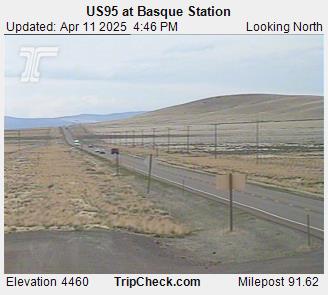 US95 at Basque Station
Updated: Apr 11 2025 4:46 PM Looking North
Elevation 4460 TripCheck.com Milepost 91.62